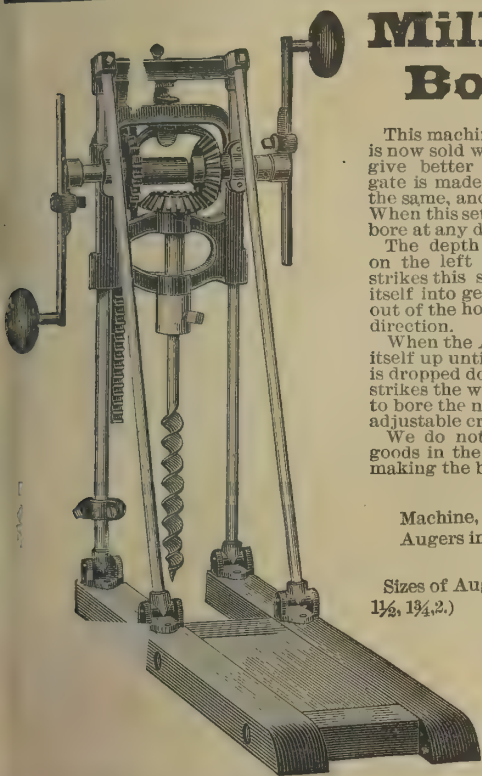 Mill
Bo
This machin
is now sold w
give better
gate is made
the same, and
When this set
bore at any d
The depth
on the left
strikes this s
itself into ge
out of the ho
direction.
When the A
itself up unti
is dropped do
strikes the w
to bore the n
adjustable cr
We do not
goods in the
making the b
Machine,
Augers in
Sizes of Aug
1½, 1¾, 2.)